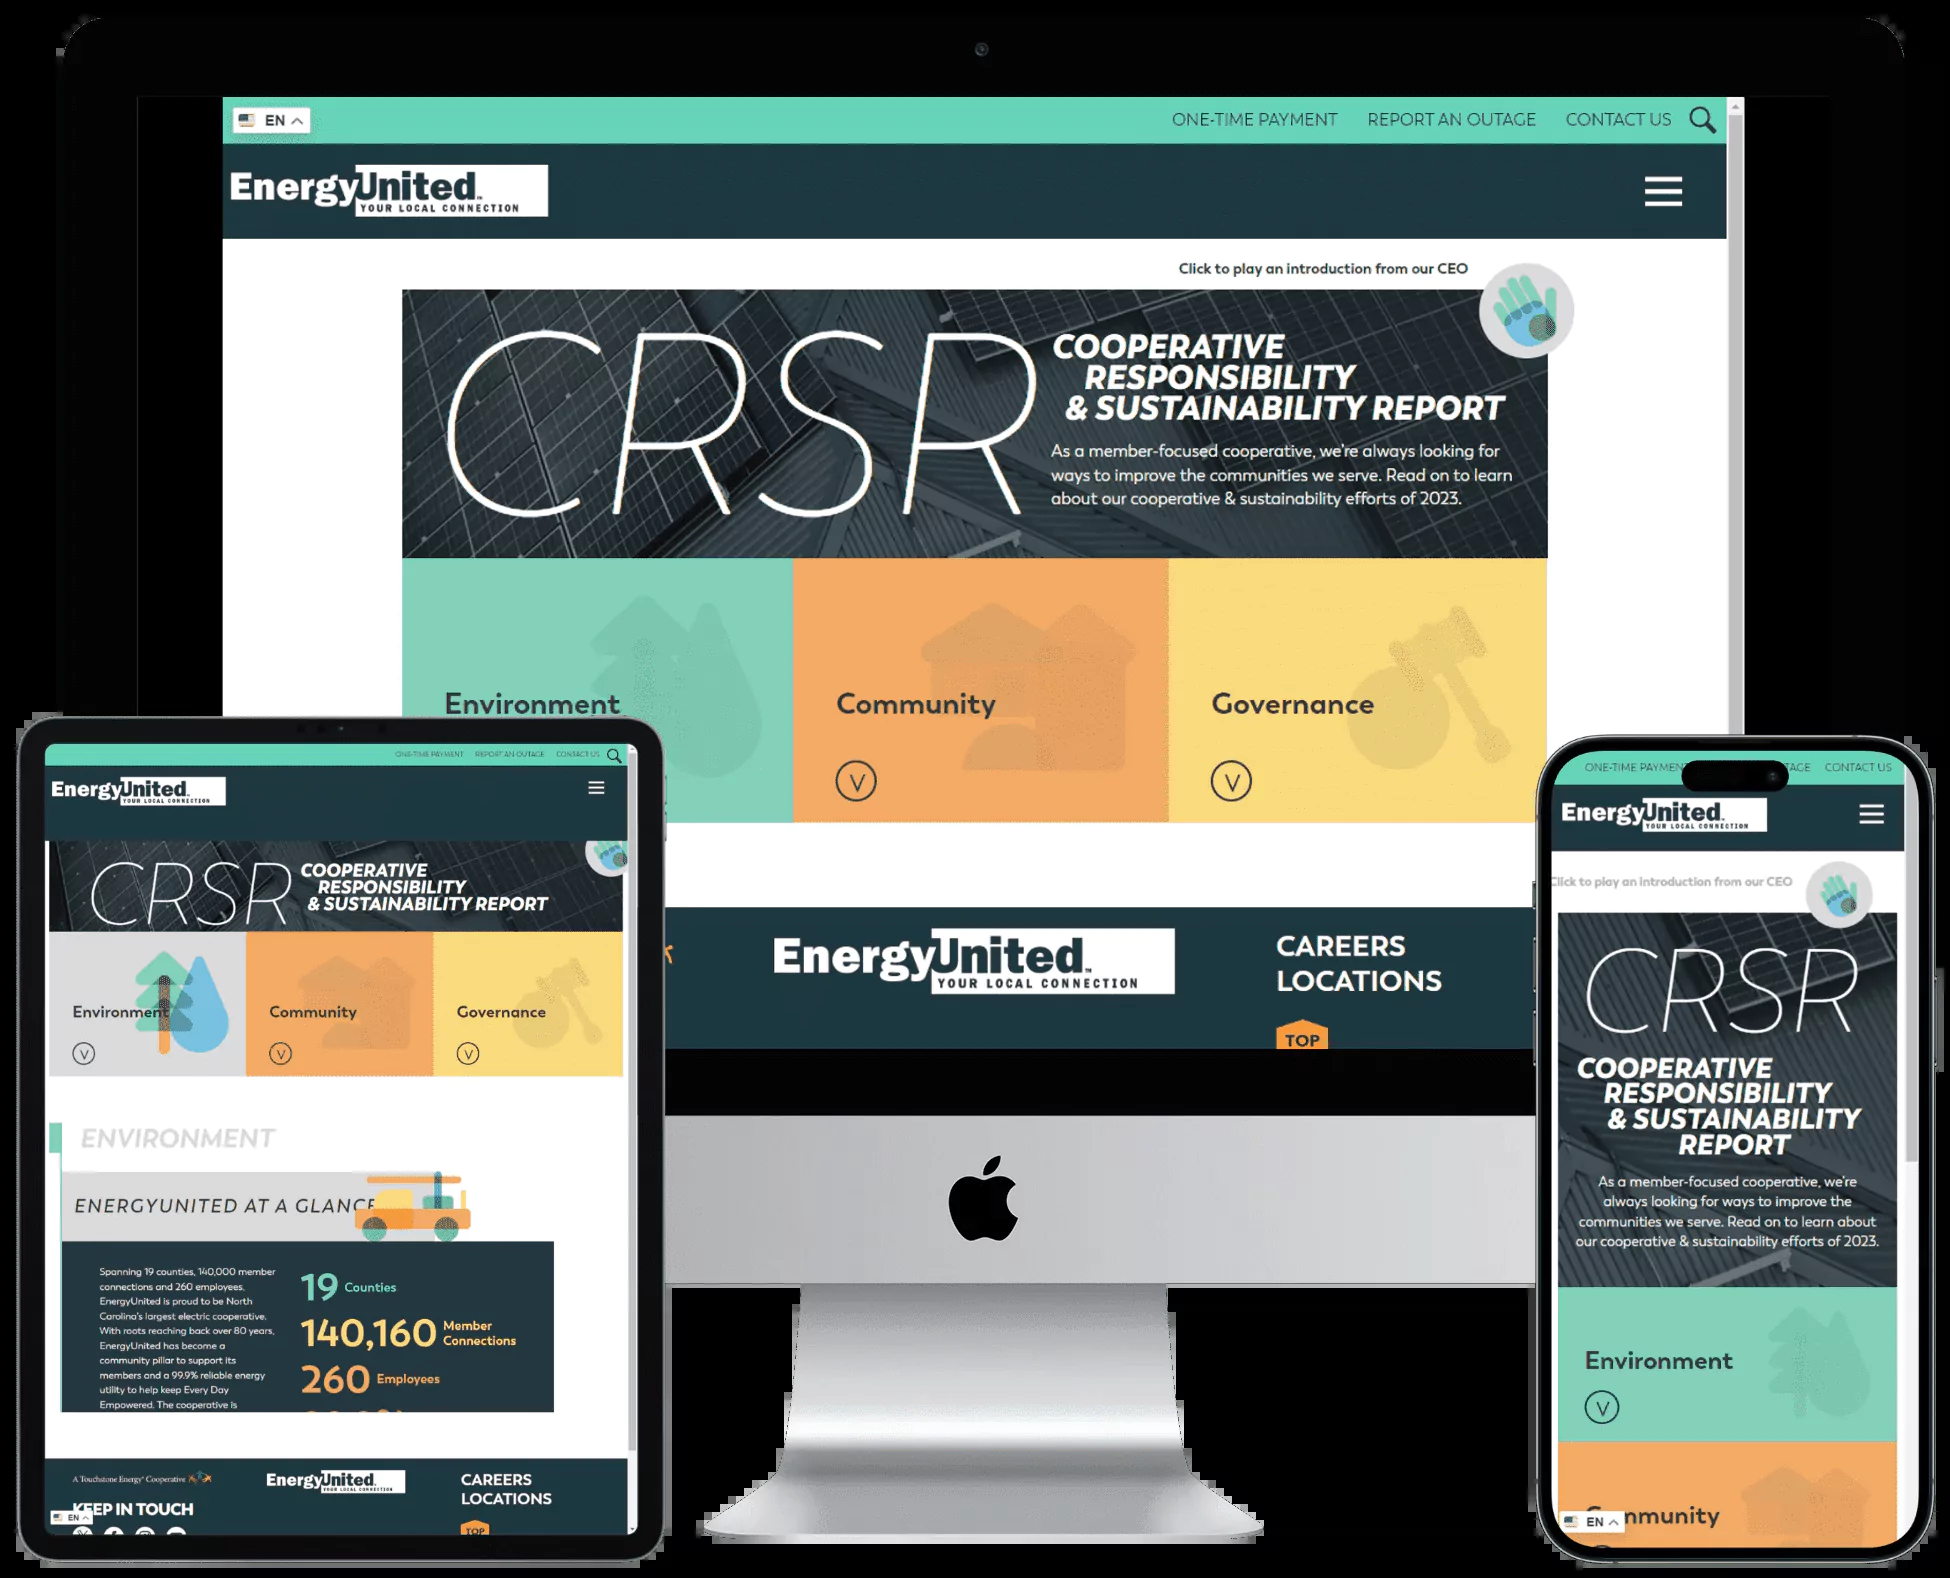 EN
ONE-TIME PAYMENT REPORT AN OUTAGE CONTACT US
EnergyUnited™
YOUR LOCAL CONNECTION
Click to play an introduction from our CEO
CRSR
COOPERATIVE
RESPONSIBILITY
& SUSTAINABILITY REPORT
As a member-focused cooperative, we're always looking for
ways to improve the communities we serve. Read on to learn
about our cooperative & sustainability efforts of 2023.
Environment
Community
Governance
V
V
EnergyUnited™
YOUR LOCAL CONNECTION
CAREERS
LOCATIONS
TOP
ONE-TIME PAYMENT REPORT AN OUTAGE CONTACT US
EnergyUnited
YOUR LOCAL CONNECTION
CRSR
COOPERATIVE
RESPONSIBILITY
& SUSTAINABILITY REPORT
Environment
Community
Governance
V
V
V
ENVIRONMENT
ENERGYUNITED AT A GLANCE
Spanning 19 counties, 140,000 member
connections and 260 employees,
EnergyUnited is proud to be North
Carolina's largest electric cooperative.
With roots reaching back over 80 years,
EnergyUnited has become a
community pillar to support its
members and a 99.9% reliable energy
utility to help keep Every Day
Empowered. The cooperative is
19 Counties
140,160 Member
Connections
260 Employees
A Touchstone Energy® Cooperative
KEEP IN TOUCH
EN
EnergyUnited
YOUR LOCAL CONNECTION
CAREERS
LOCATIONS
TOP
ONE-TIME PAYMEN TAGE CONTACT US
EnergyUnited™
YOUR LOCAL CONNECTION
Click to play an introduction from our CEO
CRSR
COOPERATIVE
RESPONSIBILITY
& SUSTAINABILITY
REPORT
As a member-focused cooperative, we're
always looking for ways to improve the
communities we serve. Read on to learn about
our cooperative & sustainability efforts of 2023.
Environment
V
Community
EN